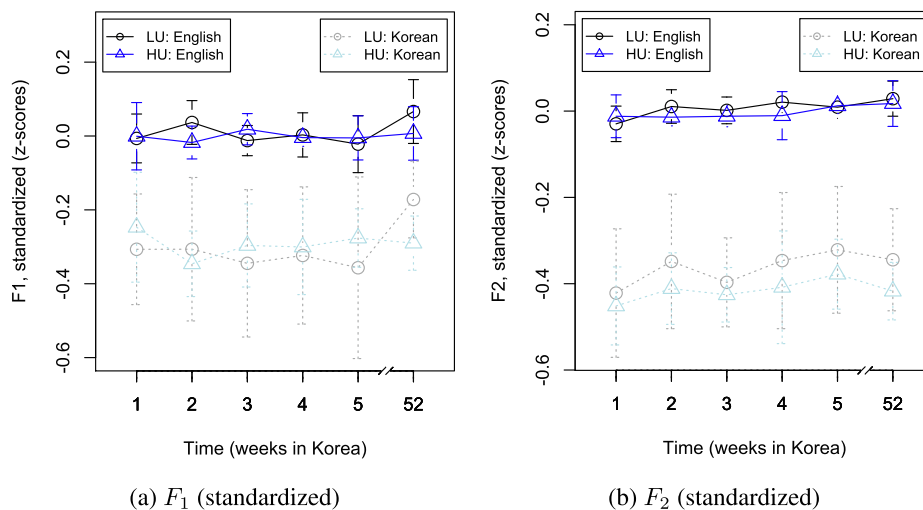 LU: English
HU: English
LU: Korean
HU: Korean
F1, standardized (z-scores)
0.2
0.0
-0.2
-0.4
-0.6
1 2 3 4 5 52
Time (weeks in Korea)
(a) F1 (standardized)
LU: English
HU: English
LU: Korean
HU: Korean
F2, standardized (z-scores)
0.2
0.0
-0.2
-0.4
-0.6
1 2 3 4 5 52
Time (weeks in Korea)
(b) F2 (standardized)